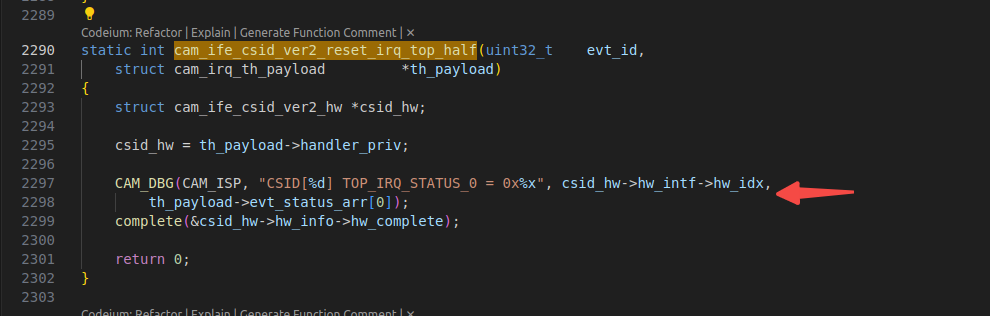 2289
Codeium: Refactor | Explain | Generate Function Comment | ×
2290 static int cam_ife_csid_ver2_reset_irq_top_half(uint32_t    evt_id,
2291     struct cam_irq_th_payload         *th_payload)
2292 {
2293     struct cam_ife_csid_ver2_hw *csid_hw;
2294
2295     csid_hw = th_payload->handler_priv;
2296
2297     CAM_DBG(CAM_ISP, "CSID[%d] TOP_IRQ_STATUS_0 = 0x%x", csid_hw->hw_intf->hw_idx,
2298         th_payload->evt_status_arr[0]);
2299     complete(&csid_hw->hw_info->hw_complete);
2300
2301     return 0;
2302 }
2303
Codeium: Refactor | Explain | Generate Function Comment | ×